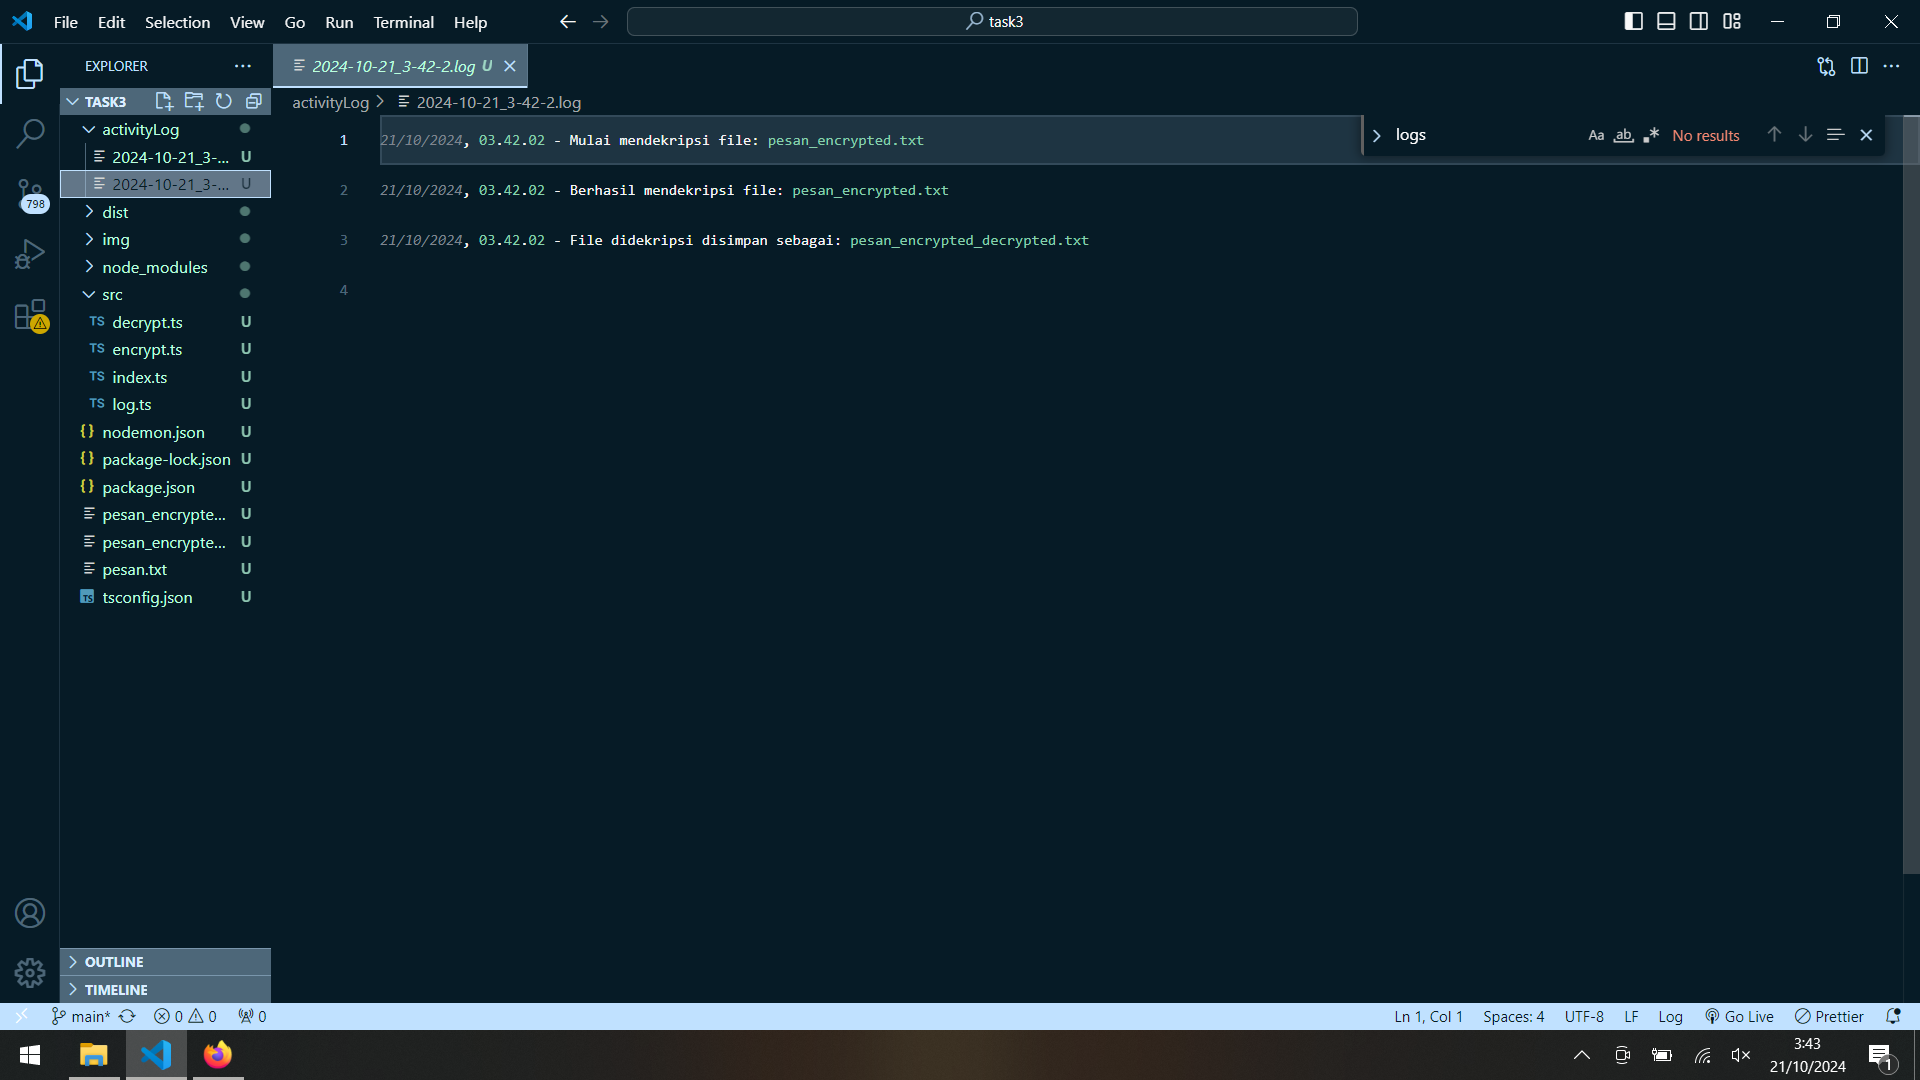 File Edit Selection View Go Run Terminal Help
task3
EXPLORER
TASK3
activityLog
2024-10-21_3-... U
2024-10-21_3-... U
dist
img
node_modules
src
TS decrypt.ts U
TS encrypt.ts U
TS index.ts U
TS log.ts U
{} nodemon.json U
{} package-lock.json U
{} package.json U
pesan_encrypte... U
pesan_encrypte... U
pesan.txt U
TS tsconfig.json U
798
OUTLINE
TIMELINE
2024-10-21_3-42-2.log U
activityLog > 2024-10-21_3-42-2.log
logs Aa ab .* No results
1 21/10/2024, 03.42.02 - Mulai mendekripsi file: pesan_encrypted.txt
2 21/10/2024, 03.42.02 - Berhasil mendekripsi file: pesan_encrypted.txt
3 21/10/2024, 03.42.02 - File didekripsi disimpan sebagai: pesan_encrypted_decrypted.txt
4
main* 0 0 0
Ln 1, Col 1 Spaces: 4 UTF-8 LF Log Go Live Prettier
3:43
21/10/2024
1